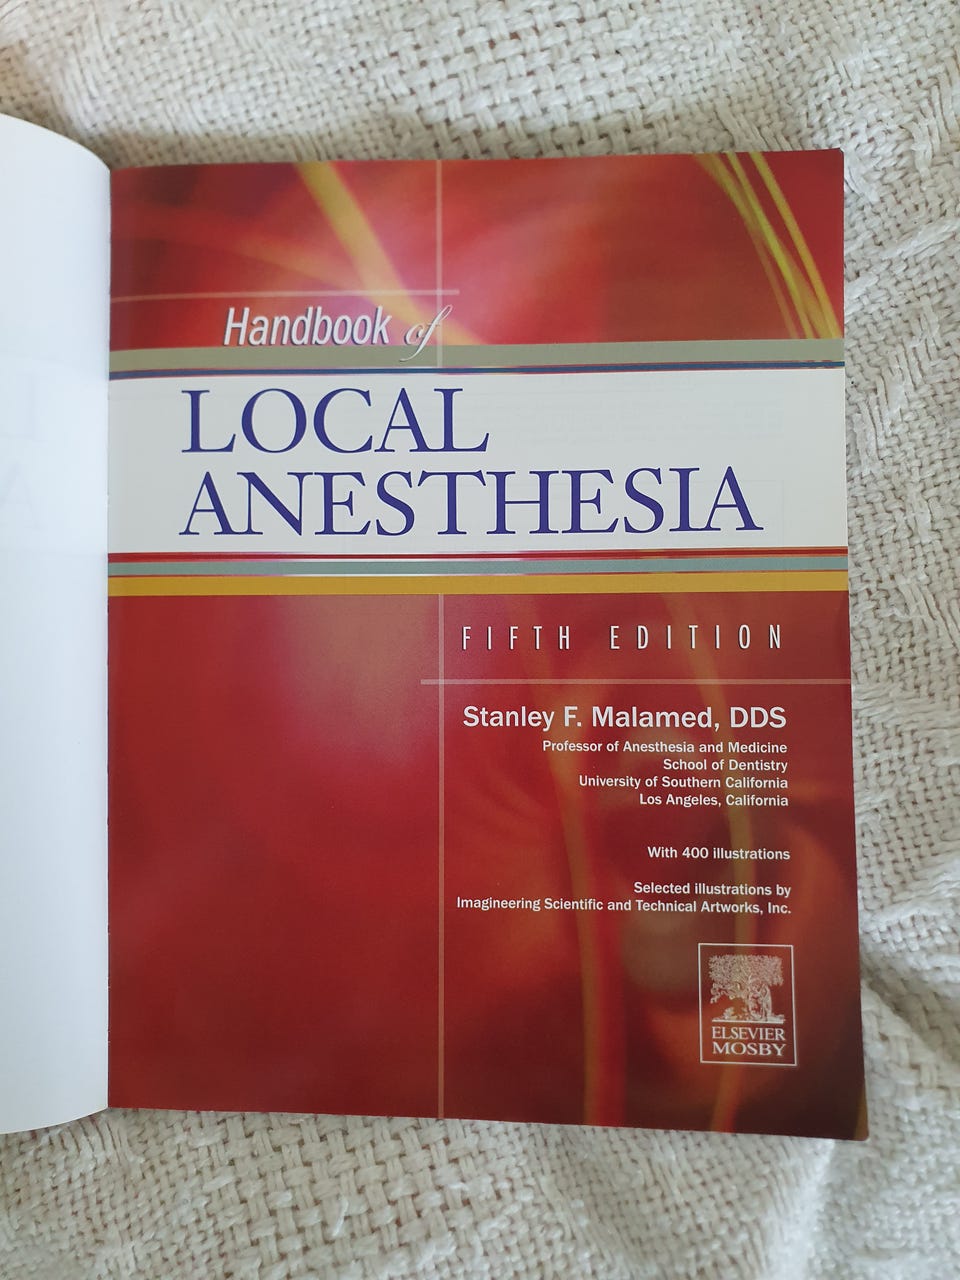 Handbook of
LOCAL
ANESTHESIA
FIFTH EDITION
Stanley F. Malamed, DDS
Professor of Anesthesia and Medicine
School of Dentistry
University of Southern California
Los Angeles, California
With 400 illustrations
Selected illustrations by
Imagineering Scientific and Technical Artworks, Inc.
ELSEVIER
MOSBY